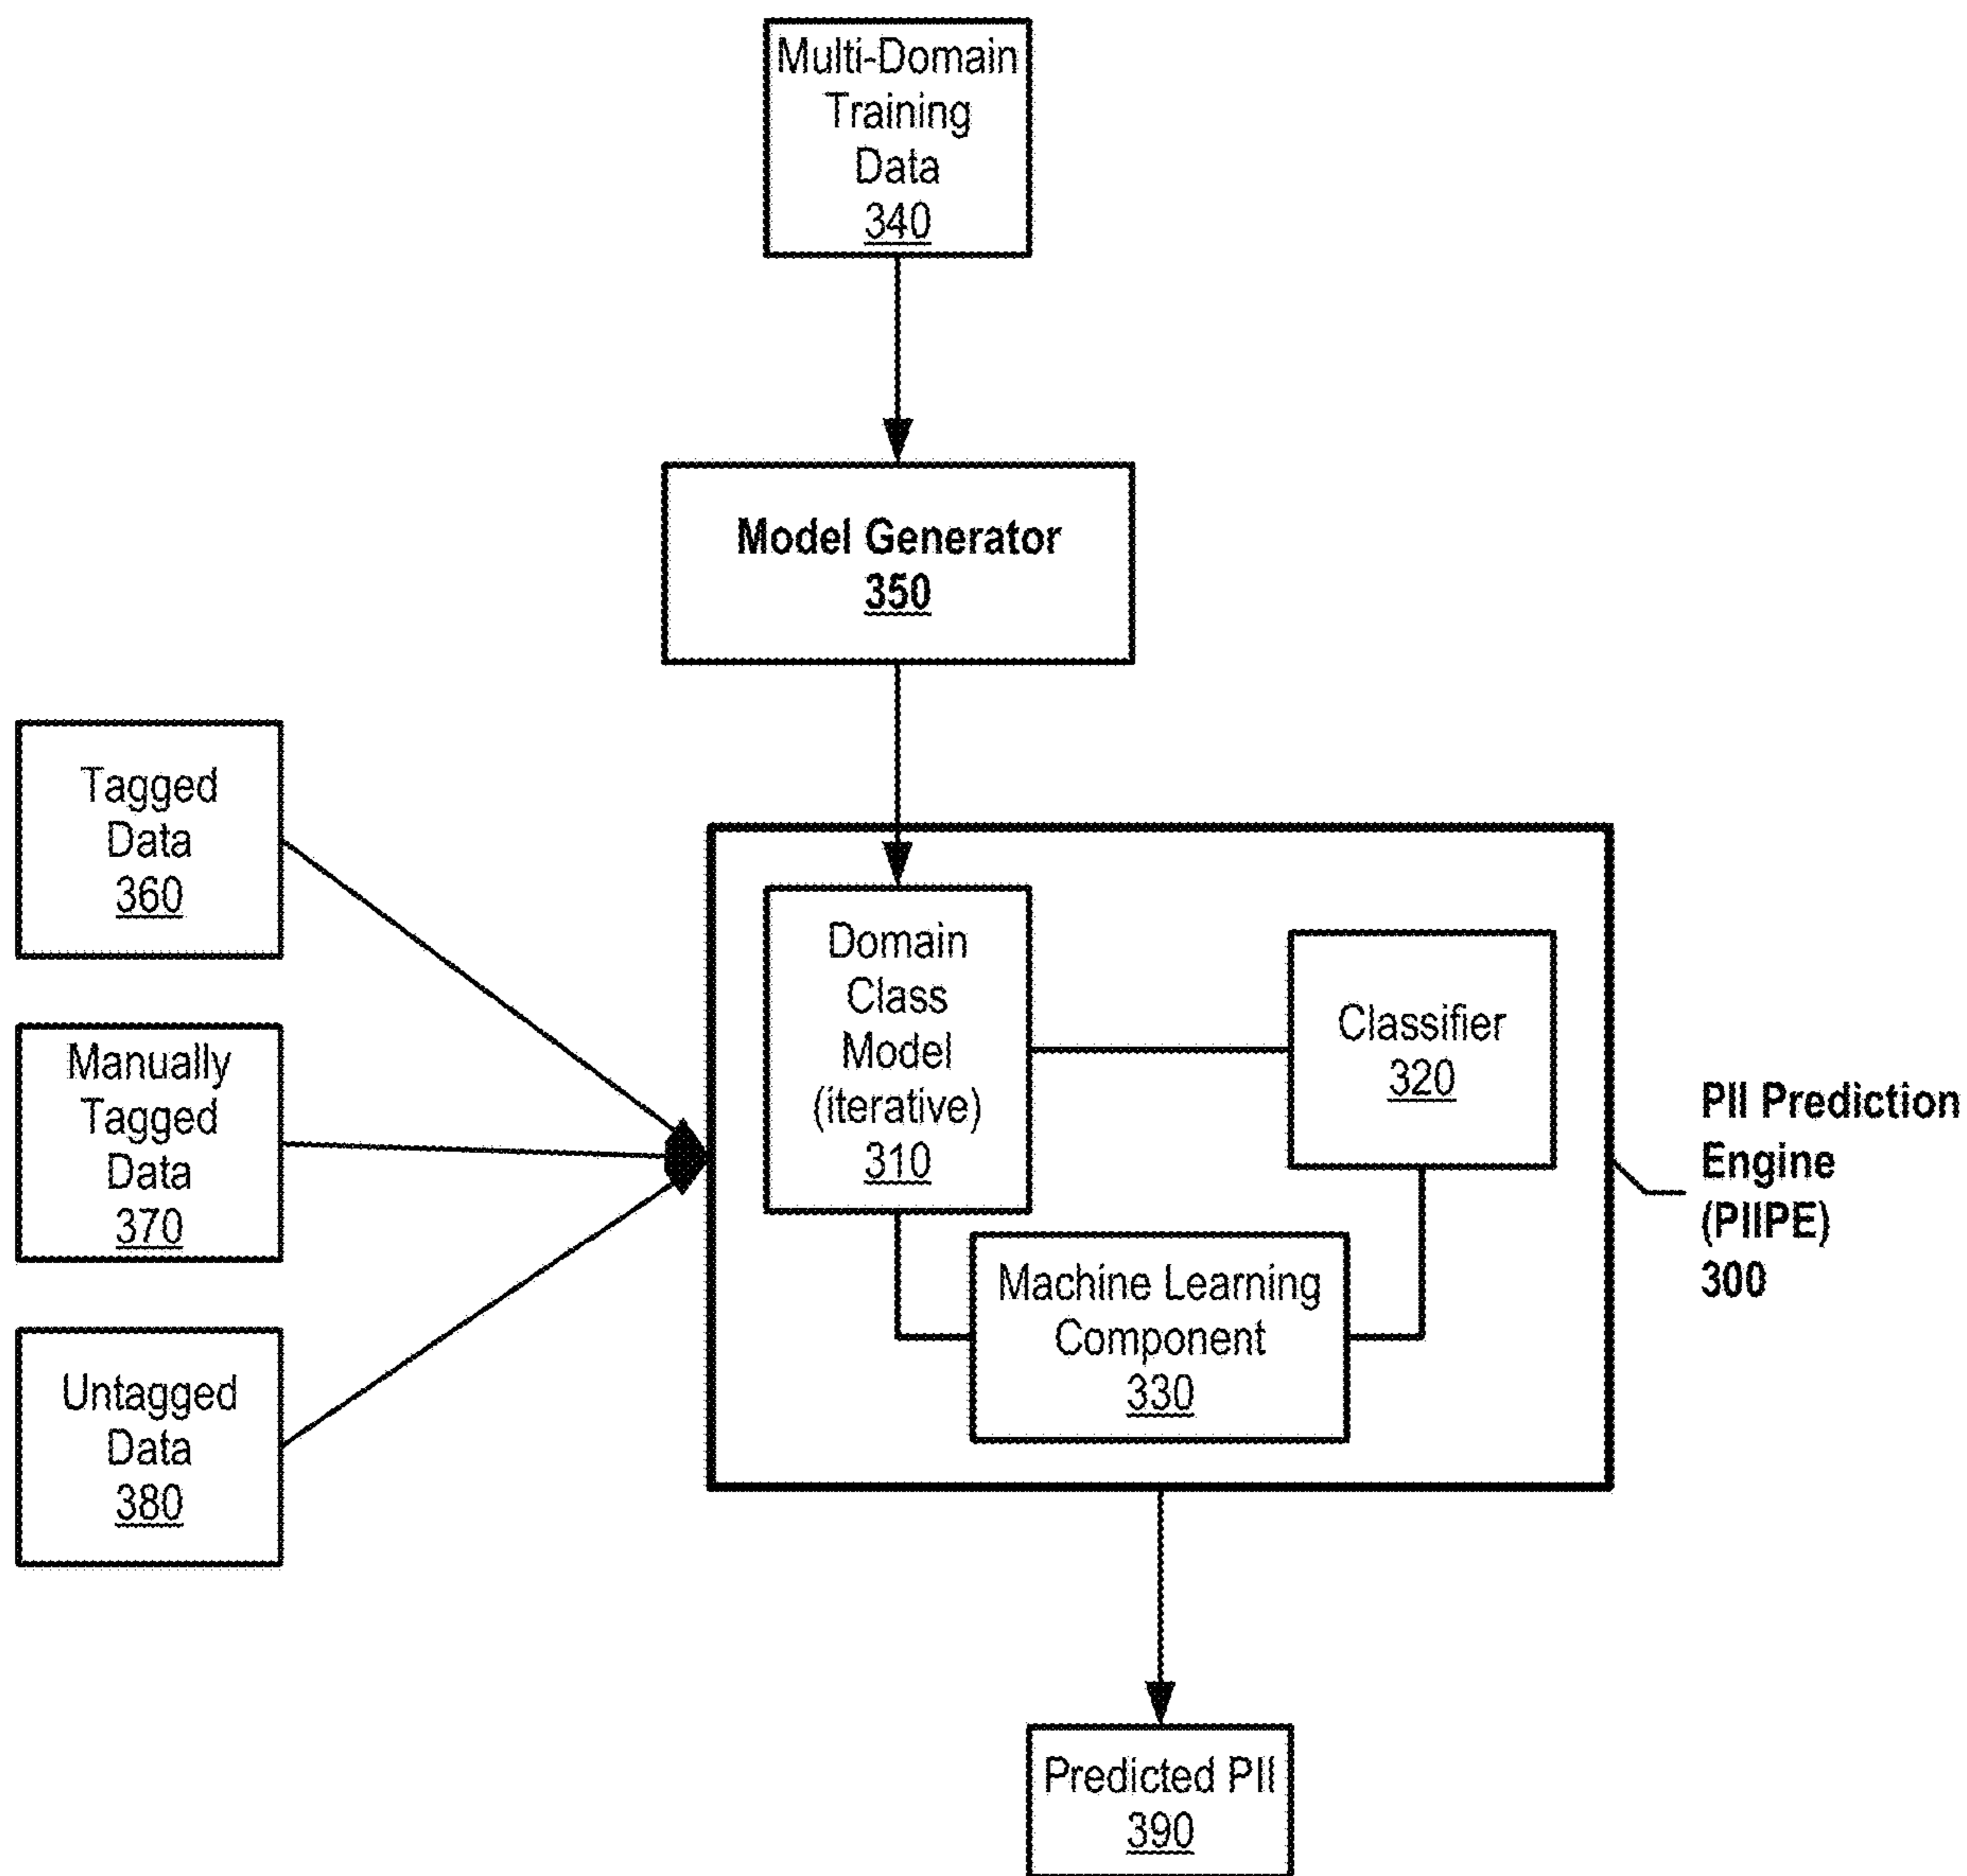 Multi-Domain
Training
Data
340
Model Generator
350
Tagged
Data
360
Manually
Tagged
Data
370
Untagged
Data
380
Domain
Class
Model
(iterative)
310
Classifier
320
Machine Learning
Component
330
PII Prediction
Engine
(PIIPE)
300
Predicted PII
390